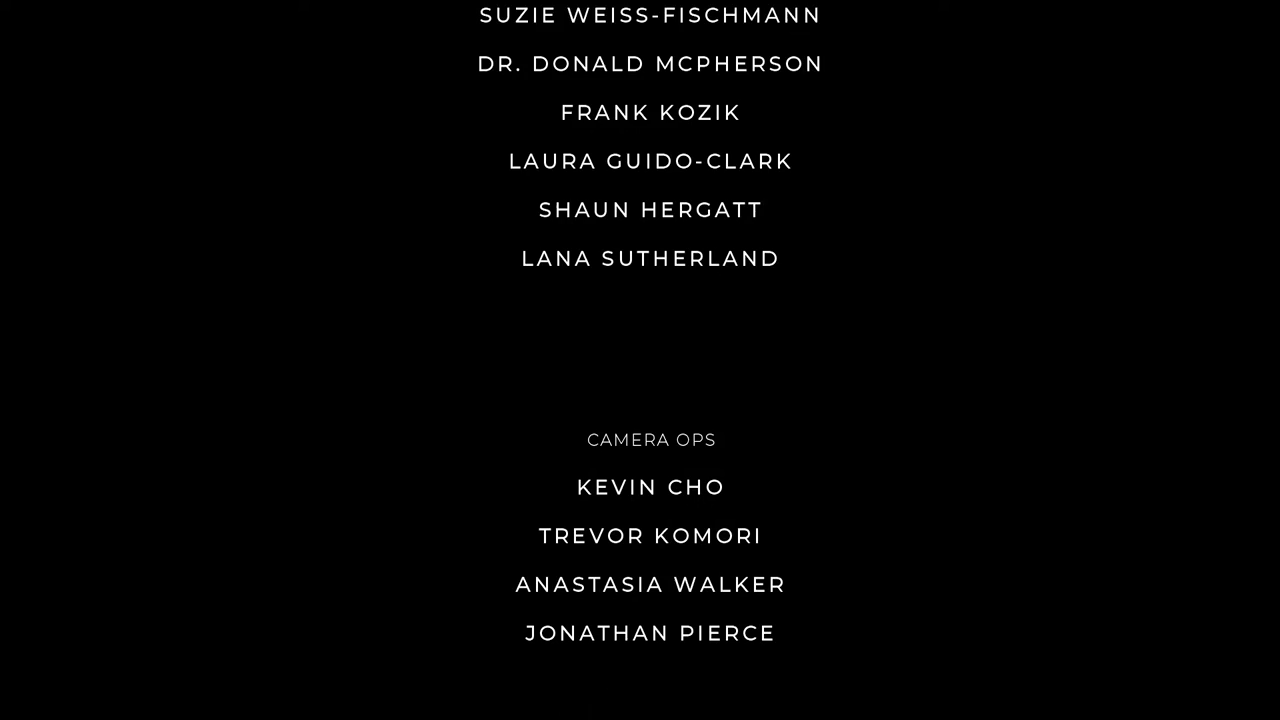 SUZIE WEISS-FISCHMANN
DR. DONALD MCPHERSON
FRANK KOZIK
LAURA GUIDO-CLARK
SHAUN HERGATT
LANA SUTHERLAND
CAMERA OPS
KEVIN CHO
TREVOR KOMORI
ANASTASIA WALKER
JONATHAN PIERCE